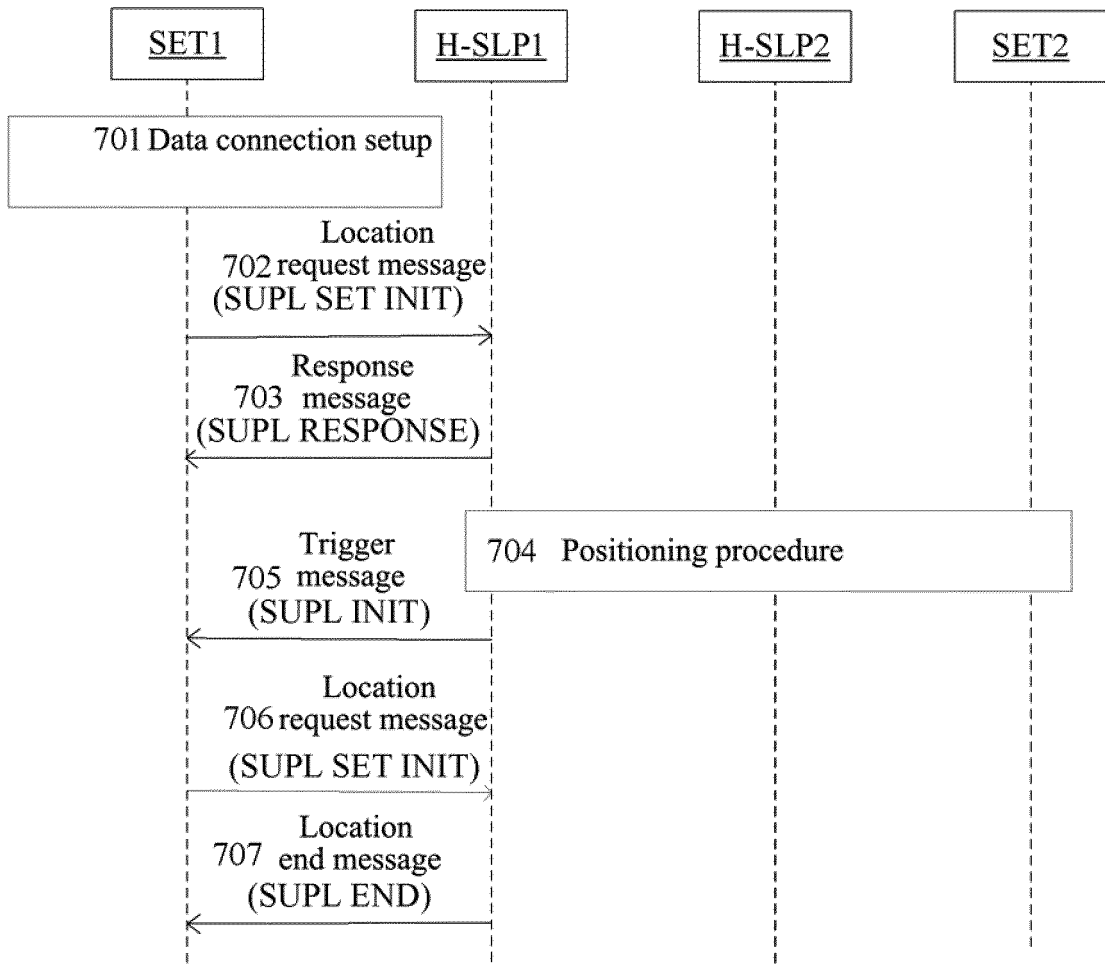 SET1
H-SLP1
H-SLP2
SET2
701 Data connection setup
Location
702 request message
(SUPL SET INIT)
Response
703 message
(SUPL RESPONSE)
704 Positioning procedure
Trigger
705 message
(SUPL INIT)
Location
706 request message
(SUPL SET INIT)
Location
707 end message
(SUPL END)